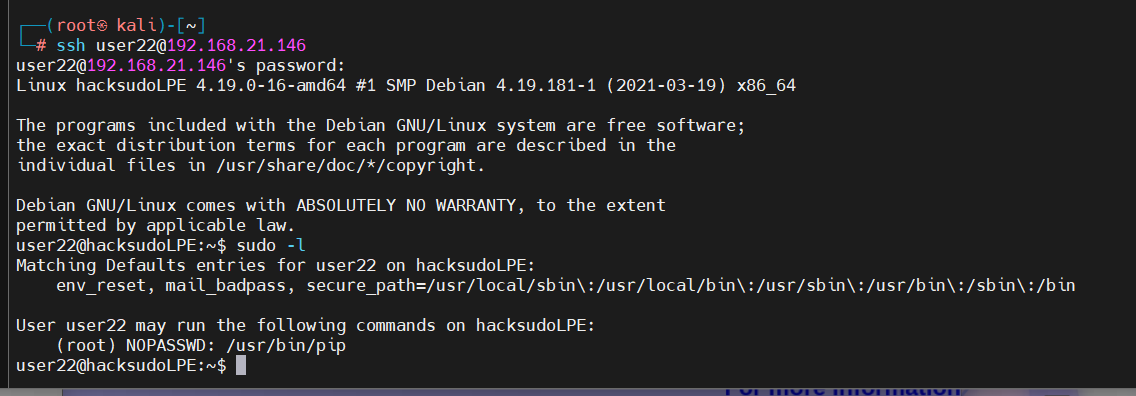 ┌──(root㉿ kali)-[~]
└─# ssh user22@192.168.21.146
user22@192.168.21.146's password:
Linux hacksudoLPE 4.19.0-16-amd64 #1 SMP Debian 4.19.181-1 (2021-03-19) x86_64
The programs included with the Debian GNU/Linux system are free software;
the exact distribution terms for each program are described in the
individual files in /usr/share/doc/*/copyright.
Debian GNU/Linux comes with ABSOLUTELY NO WARRANTY, to the extent
permitted by applicable law.
user22@hacksudoLPE:~$ sudo -l
Matching Defaults entries for user22 on hacksudoLPE:
    env_reset, mail_badpass, secure_path=/usr/local/sbin\:/usr/local/bin\:/usr/sbin\:/usr/bin\:/sbin\:/bin
User user22 may run the following commands on hacksudoLPE:
    (root) NOPASSWD: /usr/bin/pip
user22@hacksudoLPE:~$
For more information